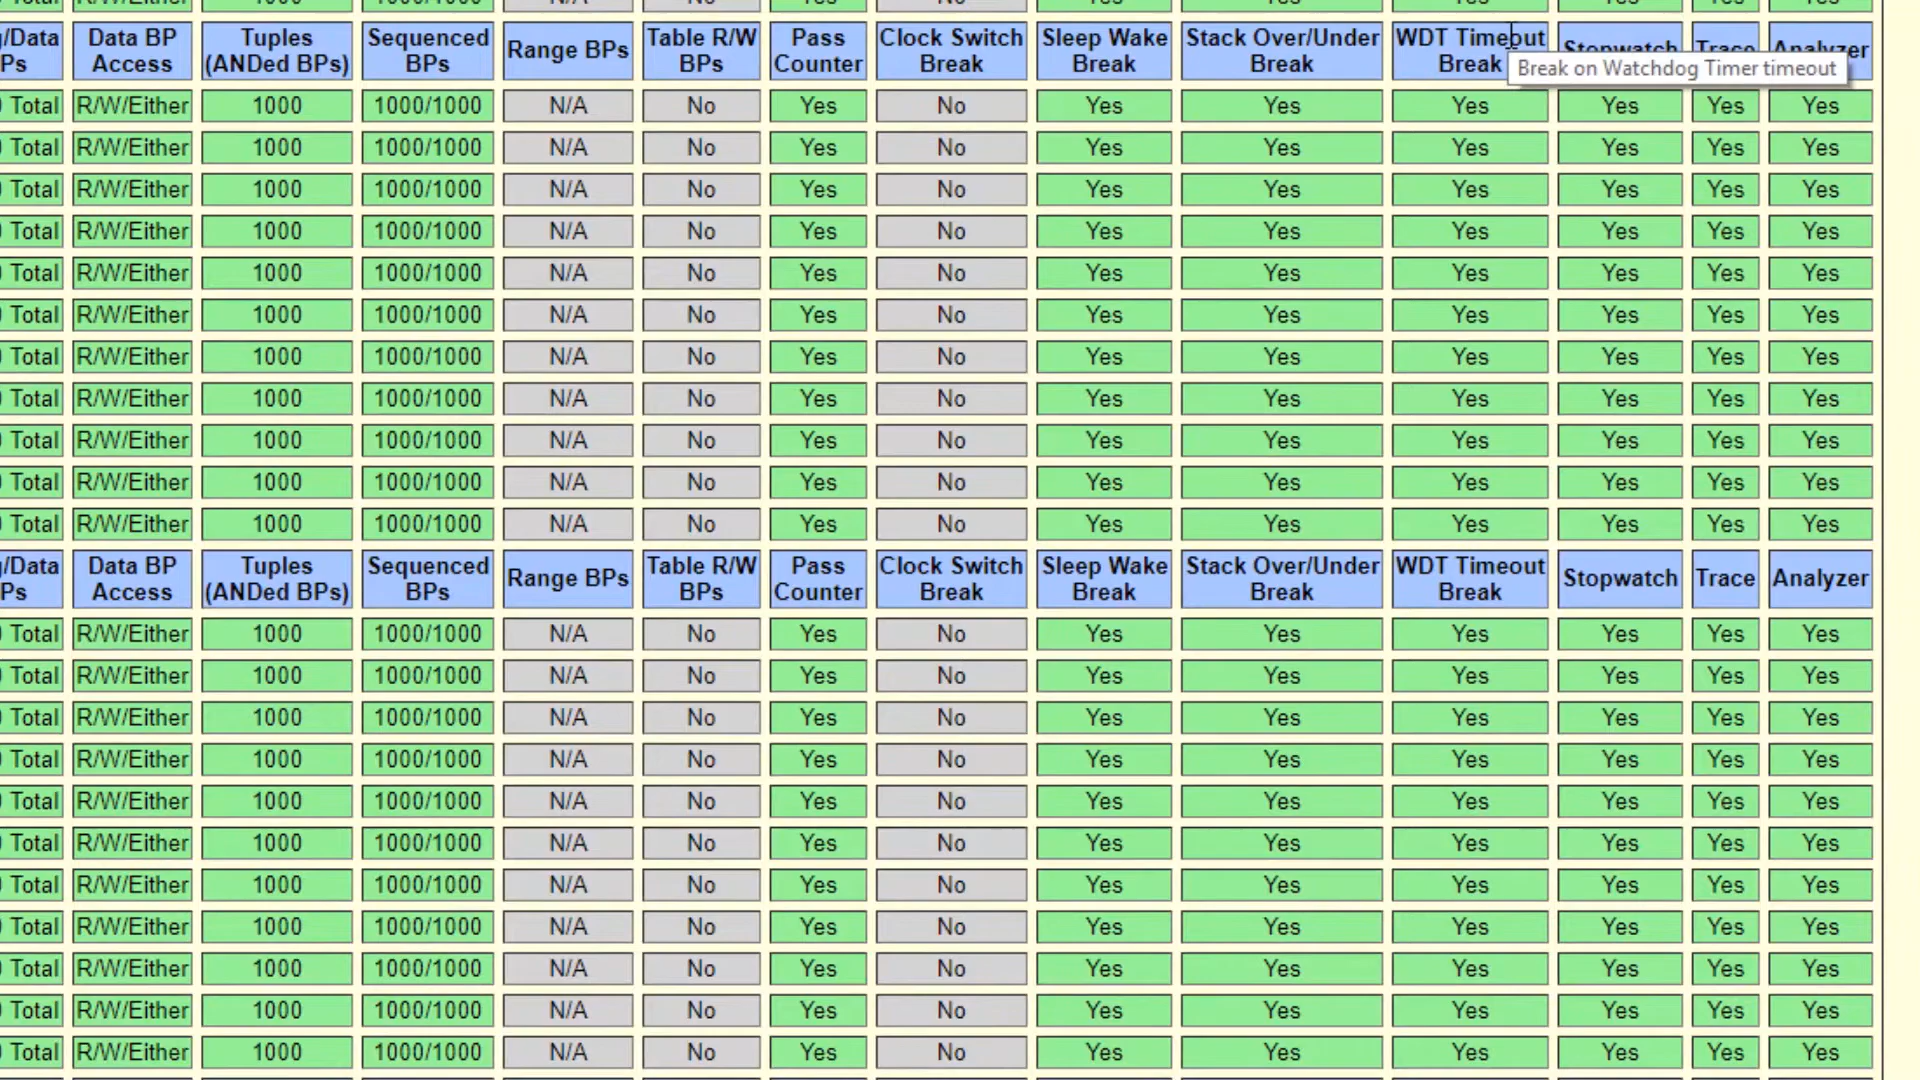 g/Data Ps Data BP Access Tuples (ANDed BPs) Sequenced BPs Range BPs Table R/W BPs Pass Counter Clock Switch Break Sleep Wake Break Stack Over/Under Break WDT Timeout Break Stopwatch Trace Analyzer
Break on Watchdog Timer timeout
Total R/W/Either 1000 1000/1000 N/A No Yes No Yes Yes Yes Yes Yes Yes
Total R/W/Either 1000 1000/1000 N/A No Yes No Yes Yes Yes Yes Yes Yes
Total R/W/Either 1000 1000/1000 N/A No Yes No Yes Yes Yes Yes Yes Yes
Total R/W/Either 1000 1000/1000 N/A No Yes No Yes Yes Yes Yes Yes Yes
Total R/W/Either 1000 1000/1000 N/A No Yes No Yes Yes Yes Yes Yes Yes
Total R/W/Either 1000 1000/1000 N/A No Yes No Yes Yes Yes Yes Yes Yes
Total R/W/Either 1000 1000/1000 N/A No Yes No Yes Yes Yes Yes Yes Yes
Total R/W/Either 1000 1000/1000 N/A No Yes No Yes Yes Yes Yes Yes Yes
Total R/W/Either 1000 1000/1000 N/A No Yes No Yes Yes Yes Yes Yes Yes
Total R/W/Either 1000 1000/1000 N/A No Yes No Yes Yes Yes Yes Yes Yes
Total R/W/Either 1000 1000/1000 N/A No Yes No Yes Yes Yes Yes Yes Yes
g/Data Ps Data BP Access Tuples (ANDed BPs) Sequenced BPs Range BPs Table R/W BPs Pass Counter Clock Switch Break Sleep Wake Break Stack Over/Under Break WDT Timeout Break Stopwatch Trace Analyzer
Total R/W/Either 1000 1000/1000 N/A No Yes No Yes Yes Yes Yes Yes Yes
Total R/W/Either 1000 1000/1000 N/A No Yes No Yes Yes Yes Yes Yes Yes
Total R/W/Either 1000 1000/1000 N/A No Yes No Yes Yes Yes Yes Yes Yes
Total R/W/Either 1000 1000/1000 N/A No Yes No Yes Yes Yes Yes Yes Yes
Total R/W/Either 1000 1000/1000 N/A No Yes No Yes Yes Yes Yes Yes Yes
Total R/W/Either 1000 1000/1000 N/A No Yes No Yes Yes Yes Yes Yes Yes
Total R/W/Either 1000 1000/1000 N/A No Yes No Yes Yes Yes Yes Yes Yes
Total R/W/Either 1000 1000/1000 N/A No Yes No Yes Yes Yes Yes Yes Yes
Total R/W/Either 1000 1000/1000 N/A No Yes No Yes Yes Yes Yes Yes Yes
Total R/W/Either 1000 1000/1000 N/A No Yes No Yes Yes Yes Yes Yes Yes
Total R/W/Either 1000 1000/1000 N/A No Yes No Yes Yes Yes Yes Yes Yes